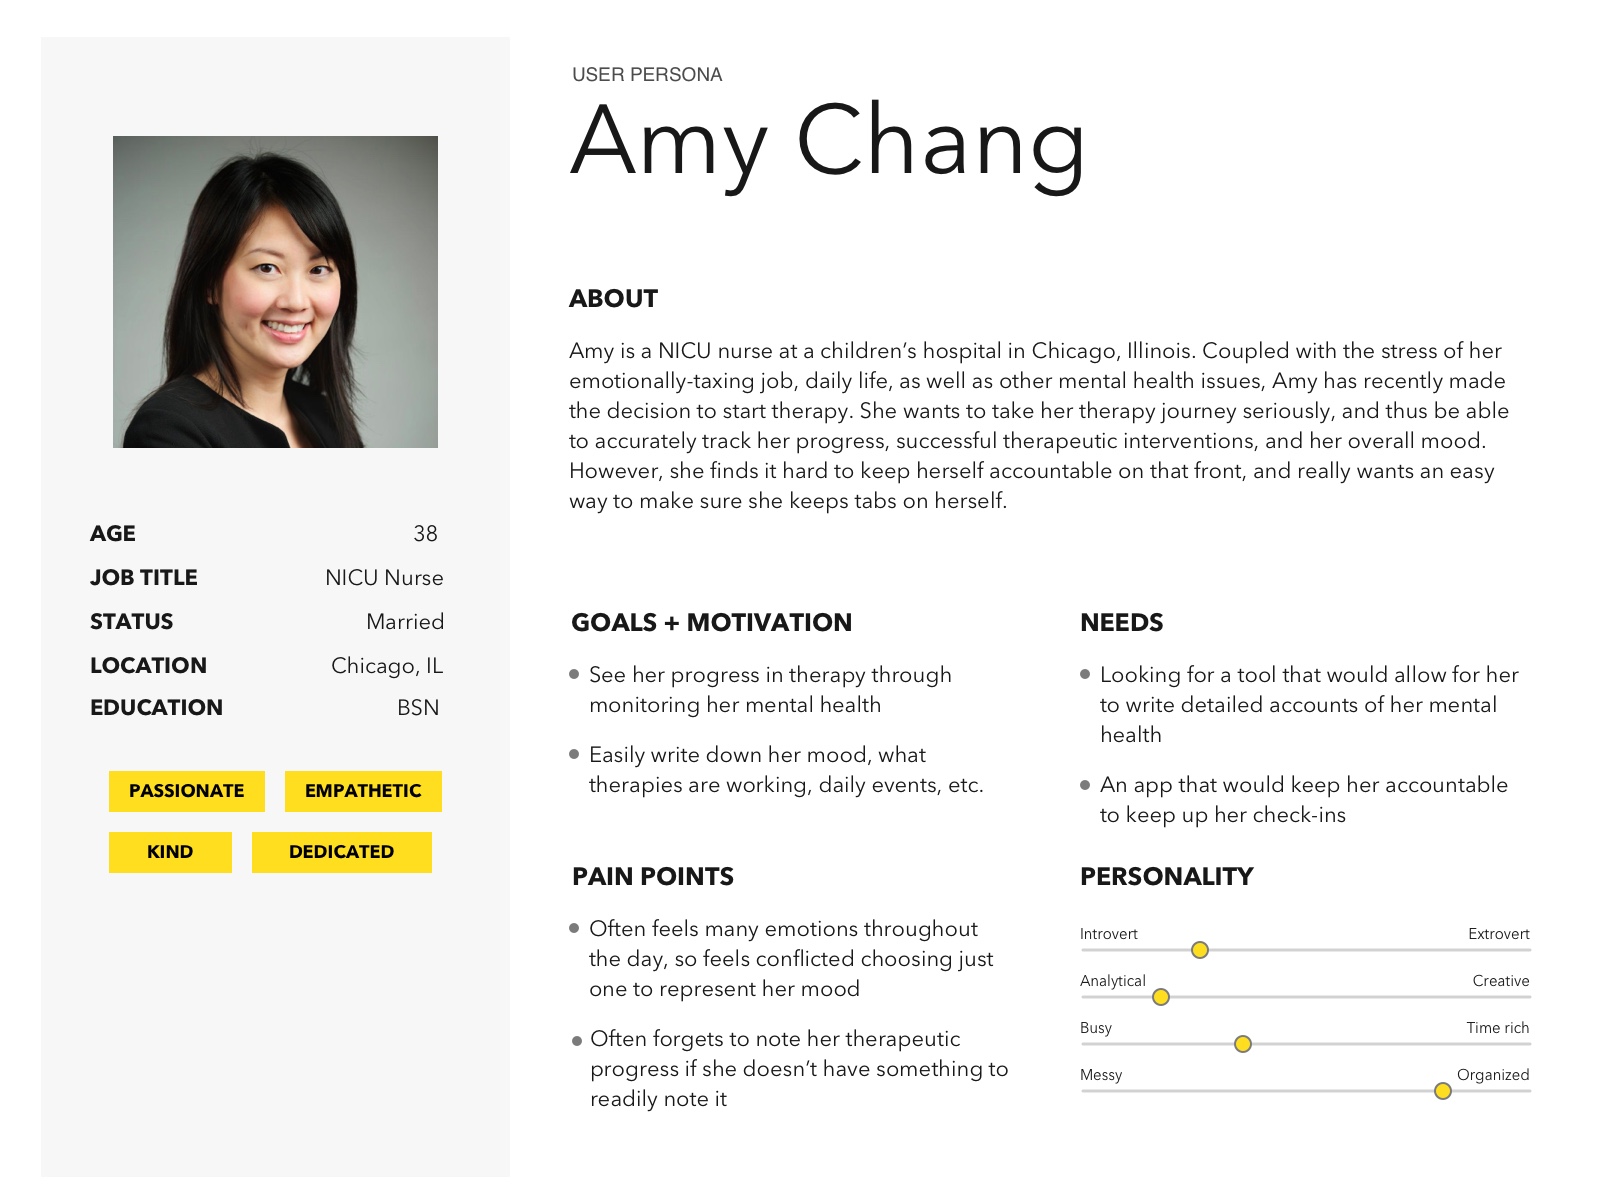 USER PERSONA
Amy Chang
AGE 38
JOB TITLE NICU Nurse
STATUS Married
LOCATION Chicago, IL
EDUCATION BSN
PASSIONATE EMPATHETIC
KIND DEDICATED
ABOUT
Amy is a NICU nurse at a children’s hospital in Chicago, Illinois. Coupled with the stress of her
emotionally-taxing job, daily life, as well as other mental health issues, Amy has recently made
the decision to start therapy. She wants to take her therapy journey seriously, and thus be able
to accurately track her progress, successful therapeutic interventions, and her overall mood.
However, she finds it hard to keep herself accountable on that front, and really wants an easy
way to make sure she keeps tabs on herself.
GOALS + MOTIVATION
See her progress in therapy through
monitoring her mental health
Easily write down her mood, what
therapies are working, daily events, etc.
NEEDS
Looking for a tool that would allow for her
to write detailed accounts of her mental
health
An app that would keep her accountable
to keep up her check-ins
PAIN POINTS
Often feels many emotions throughout
the day, so feels conflicted choosing just
one to represent her mood
Often forgets to note her therapeutic
progress if she doesn’t have something to
readily note it
PERSONALITY
Introvert Extrovert
Analytical Creative
Busy Time rich
Messy Organized